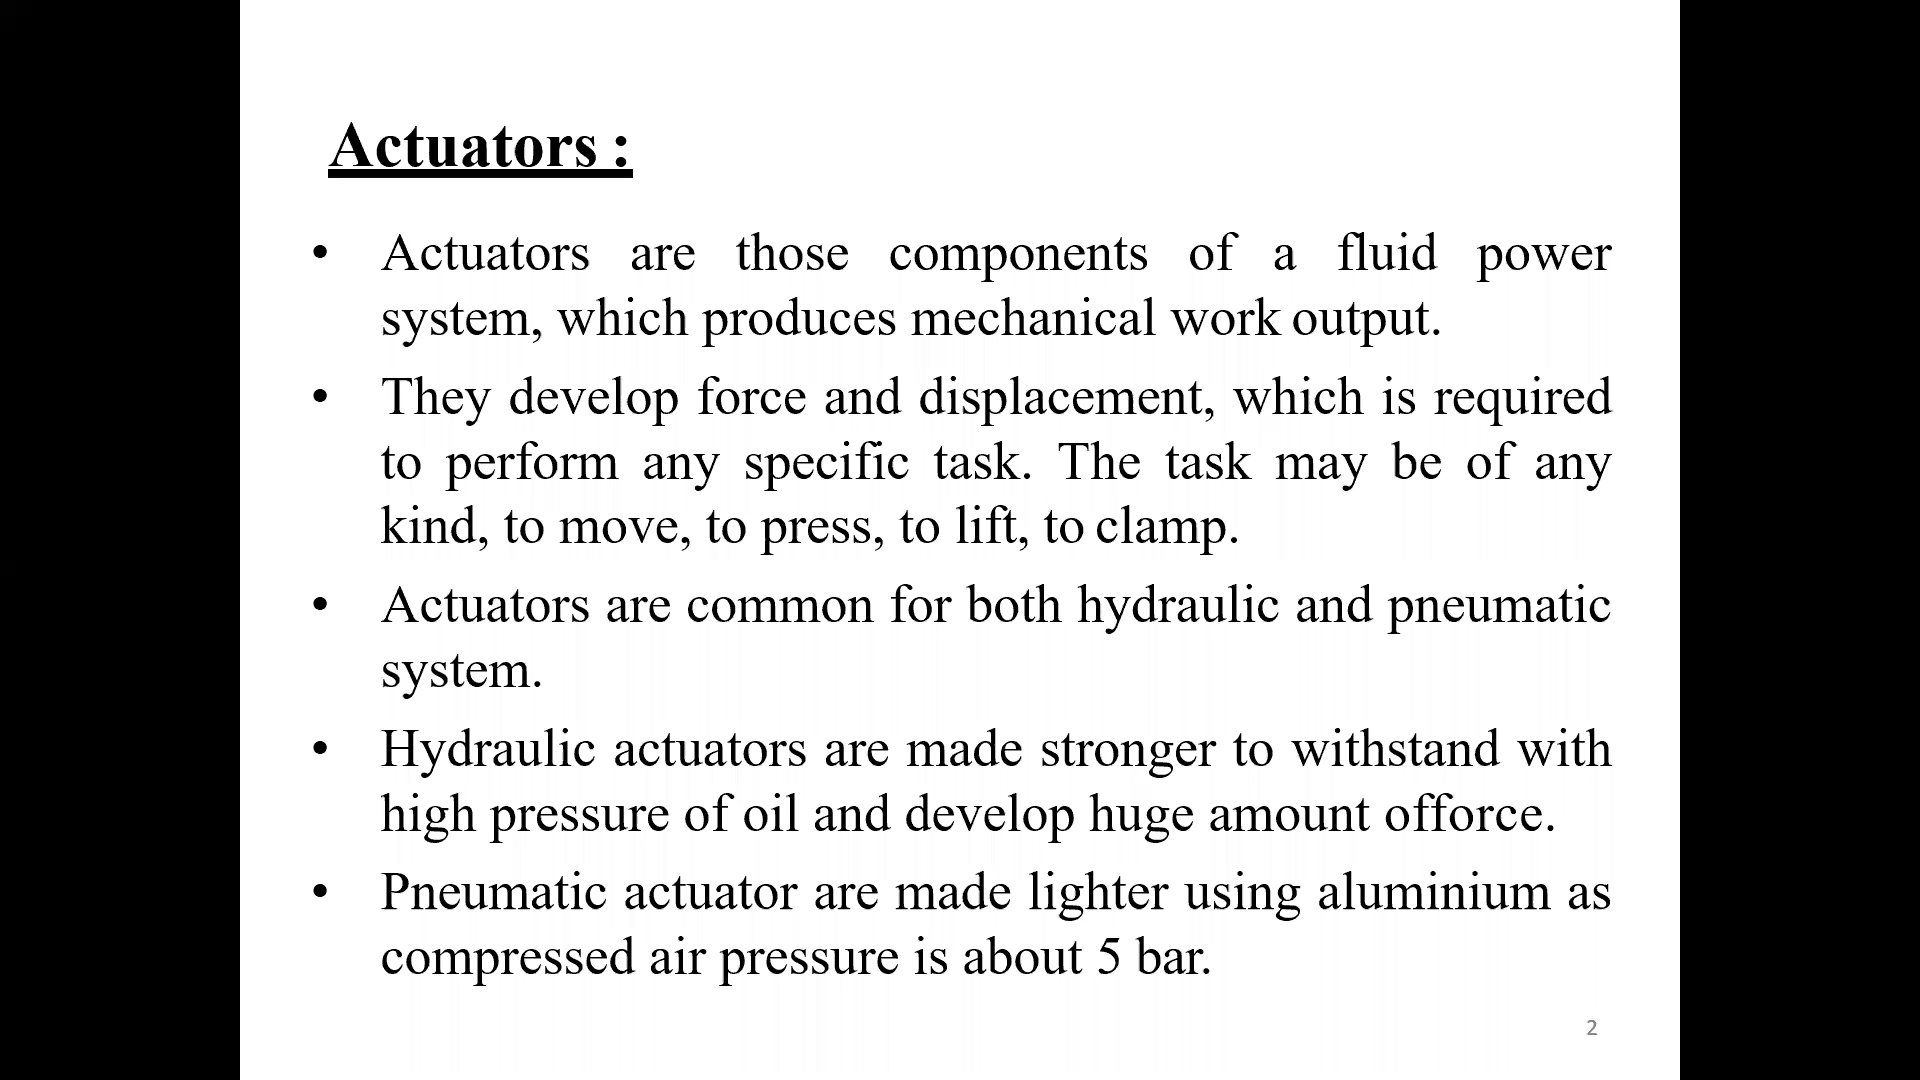 Actuators :
• Actuators are those components of a fluid power
system, which produces mechanical work output.
• They develop force and displacement, which is required
to perform any specific task. The task may be of any
kind, to move, to press, to lift, to clamp.
• Actuators are common for both hydraulic and pneumatic
system.
• Hydraulic actuators are made stronger to withstand with
high pressure of oil and develop huge amount offorce.
• Pneumatic actuator are made lighter using aluminium as
compressed air pressure is about 5 bar.
2